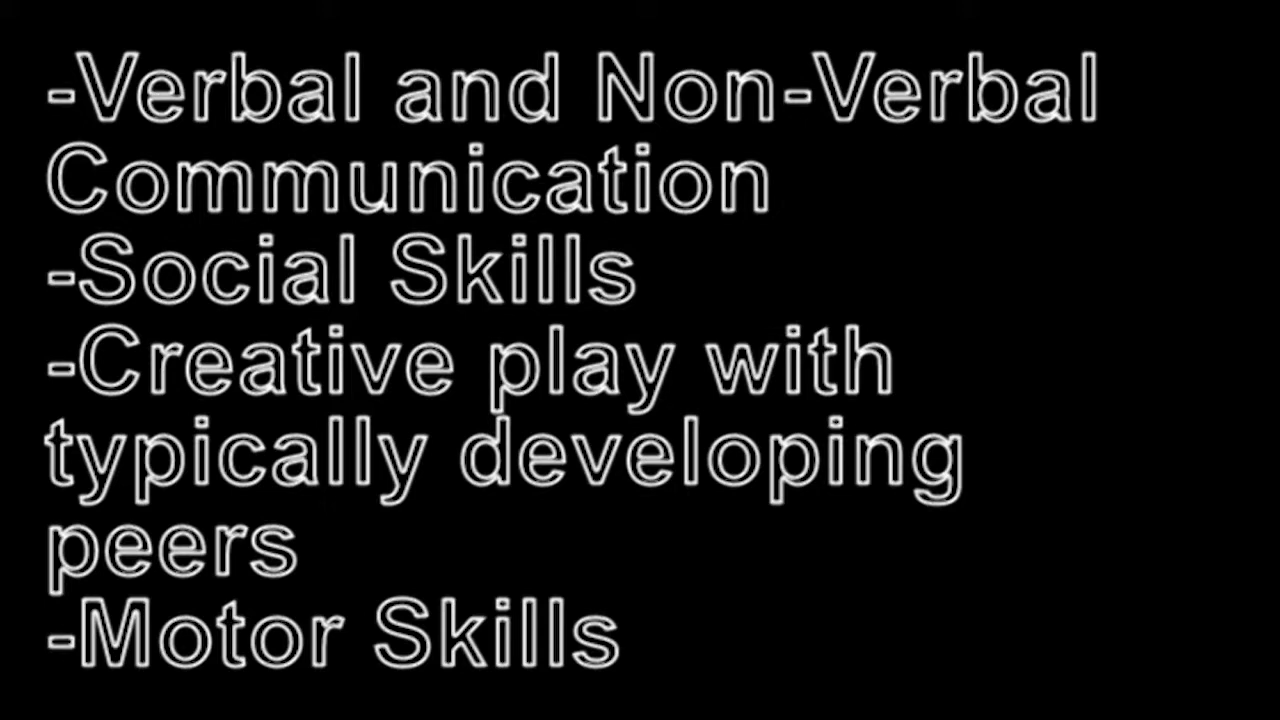 -Verbal and Non-Verbal
Communication
-Social Skills
-Creative play with
typically developing
peers
-Motor Skills